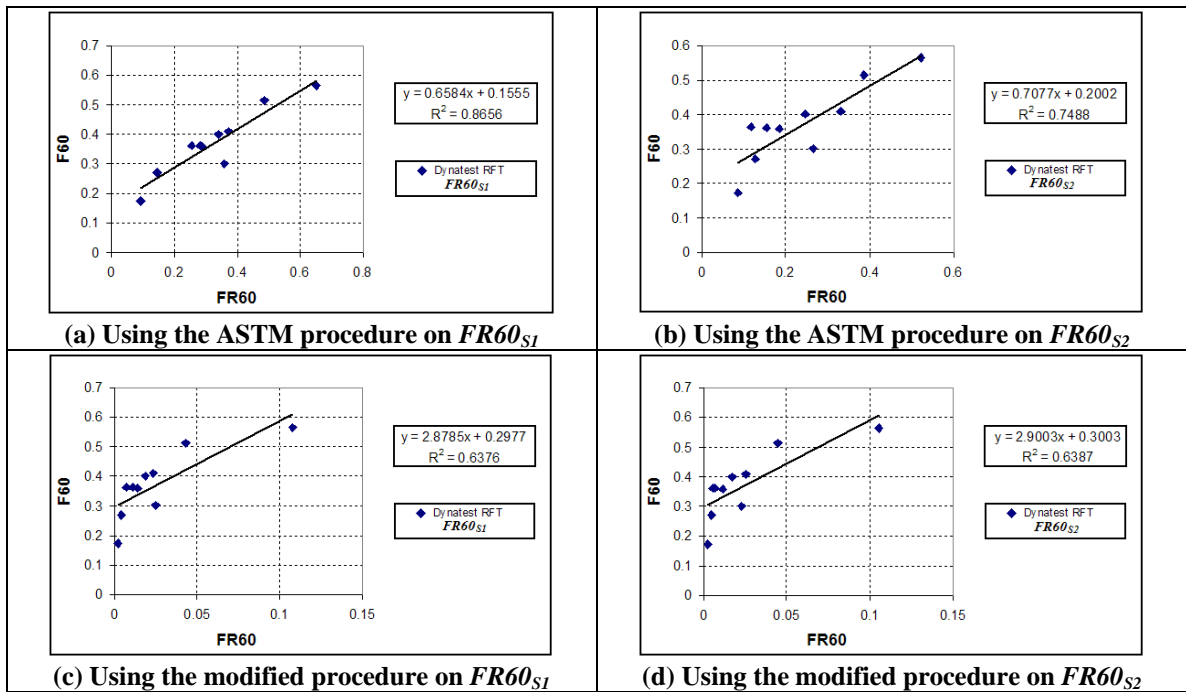 0.7
0.6
0.5
0.4
0.3
0.2
0.1
0
F60
0 0.2 0.4 0.6 0.8
FR60
y = 0.6584x + 0.1555
R² = 0.8656
Dynatest RFT
FR60S1
(a) Using the ASTM procedure on FR60S1
0.6
0.5
0.4
0.3
0.2
0.1
0
F60
0 0.2 0.4 0.6
FR60
y = 0.7077x + 0.2002
R² = 0.7488
Dynatest RFT
FR60S2
(b) Using the ASTM procedure on FR60S2
0.7
0.6
0.5
0.4
0.3
0.2
0.1
0
F60
0 0.05 0.1 0.15
FR60
y = 2.8785x + 0.2977
R² = 0.6376
Dynatest RFT
FR60S1
(c) Using the modified procedure on FR60S1
0.7
0.6
0.5
0.4
0.3
0.2
0.1
0
F60
0 0.05 0.1 0.15
FR60
y = 2.9003x + 0.3003
R² = 0.6387
Dynatest RFT
FR60S2
(d) Using the modified procedure on FR60S2